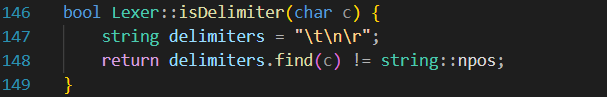 146 bool Lexer::isDelimiter(char c) {
147 string delimiters = "\t\n\r";
148 return delimiters.find(c) != string::npos;
149 }